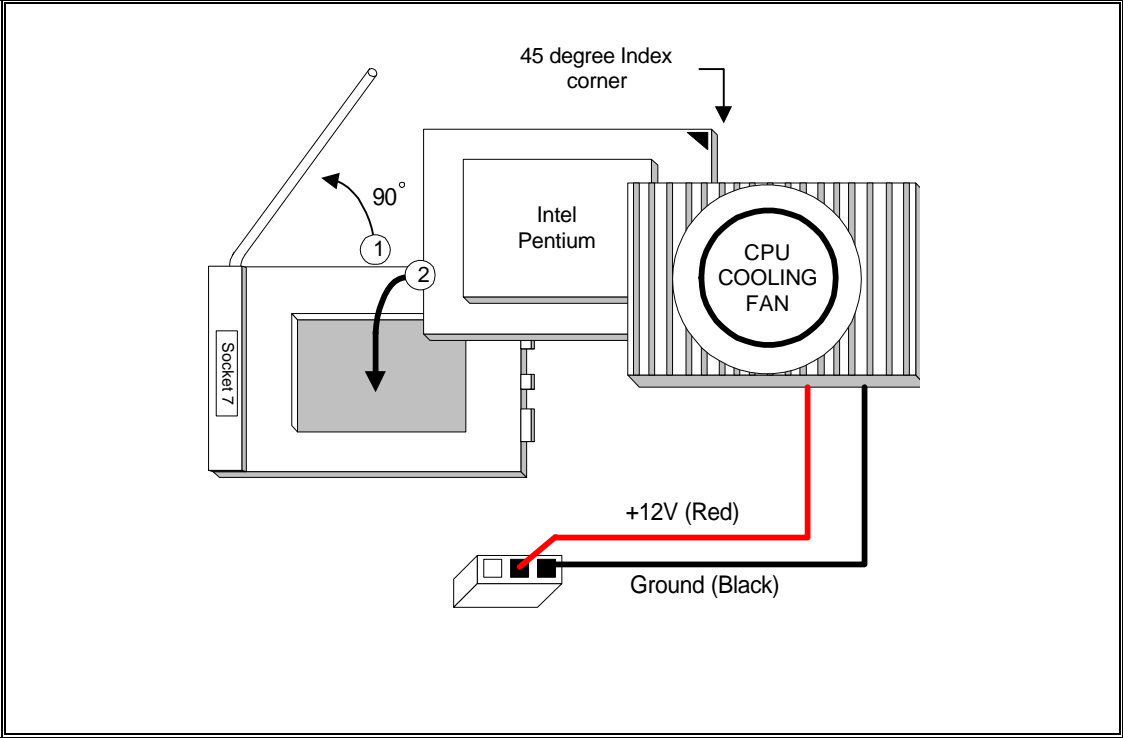 45 degree Index
corner
90°
1
2
Intel
Pentium
CPU
COOLING
FAN
Socket 7
+12V (Red)
Ground (Black)